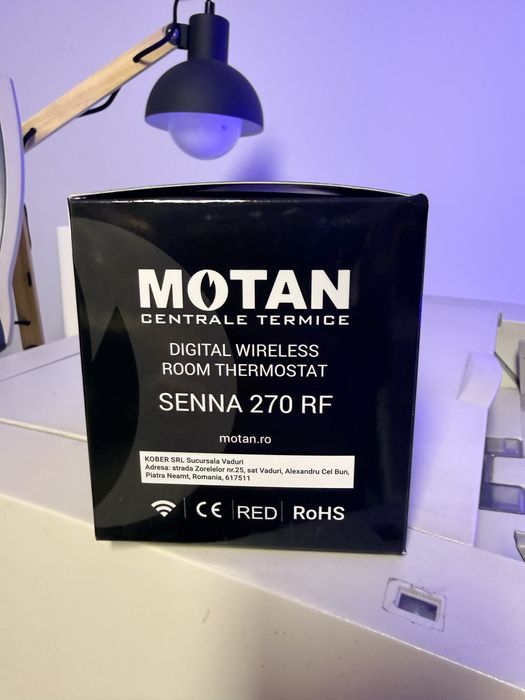 MOTAN
CENTRALE TERMICE
DIGITAL WIRELESS
ROOM THERMOSTAT
SENNA 270 RF
motan.ro
KOBER SRL Sucursala Vaduri
Adresa: strada Zorelelor nr.25, sat Vaduri, Alexandru Cel Bun,
Piatra Neamt, Romania, 617511
CE | RED | RoHS